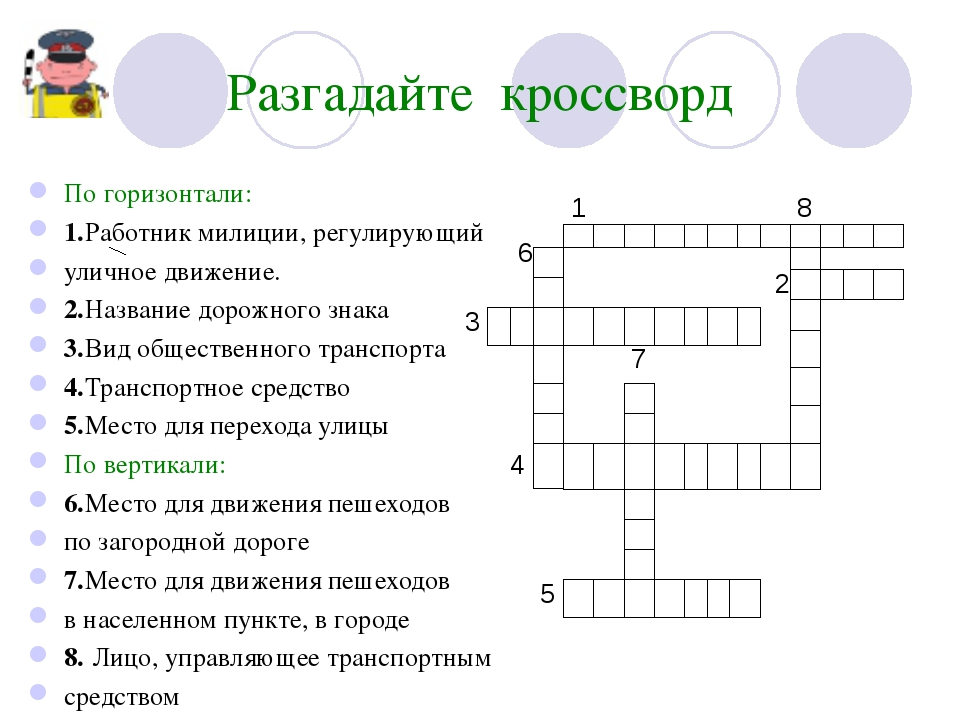 Разгадайте кроссворд
По горизонтали:
1.Работник милиции, регулирующий
уличное движение.
2.Название дорожного знака
3.Вид общественного транспорта
4.Транспортное средство
5.Место для перехода улицы
По вертикали:
6.Место для движения пешеходов
по загородной дороге
7.Место для движения пешеходов
в населенном пункте, в городе
8. Лицо, управляющее транспортным
средством
1 8
6
2
3
7
4
5